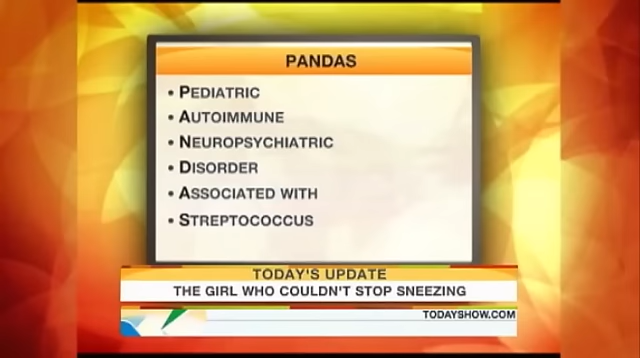 PANDAS
• PEDIATRIC
• AUTOIMMUNE
• NEUROPSYCHIATRIC
• DISORDER
• ASSOCIATED WITH
• STREPTOCOCCUS
TODAY'S UPDATE
THE GIRL WHO COULDN'T STOP SNEEZING
TODAYSHOW.COM